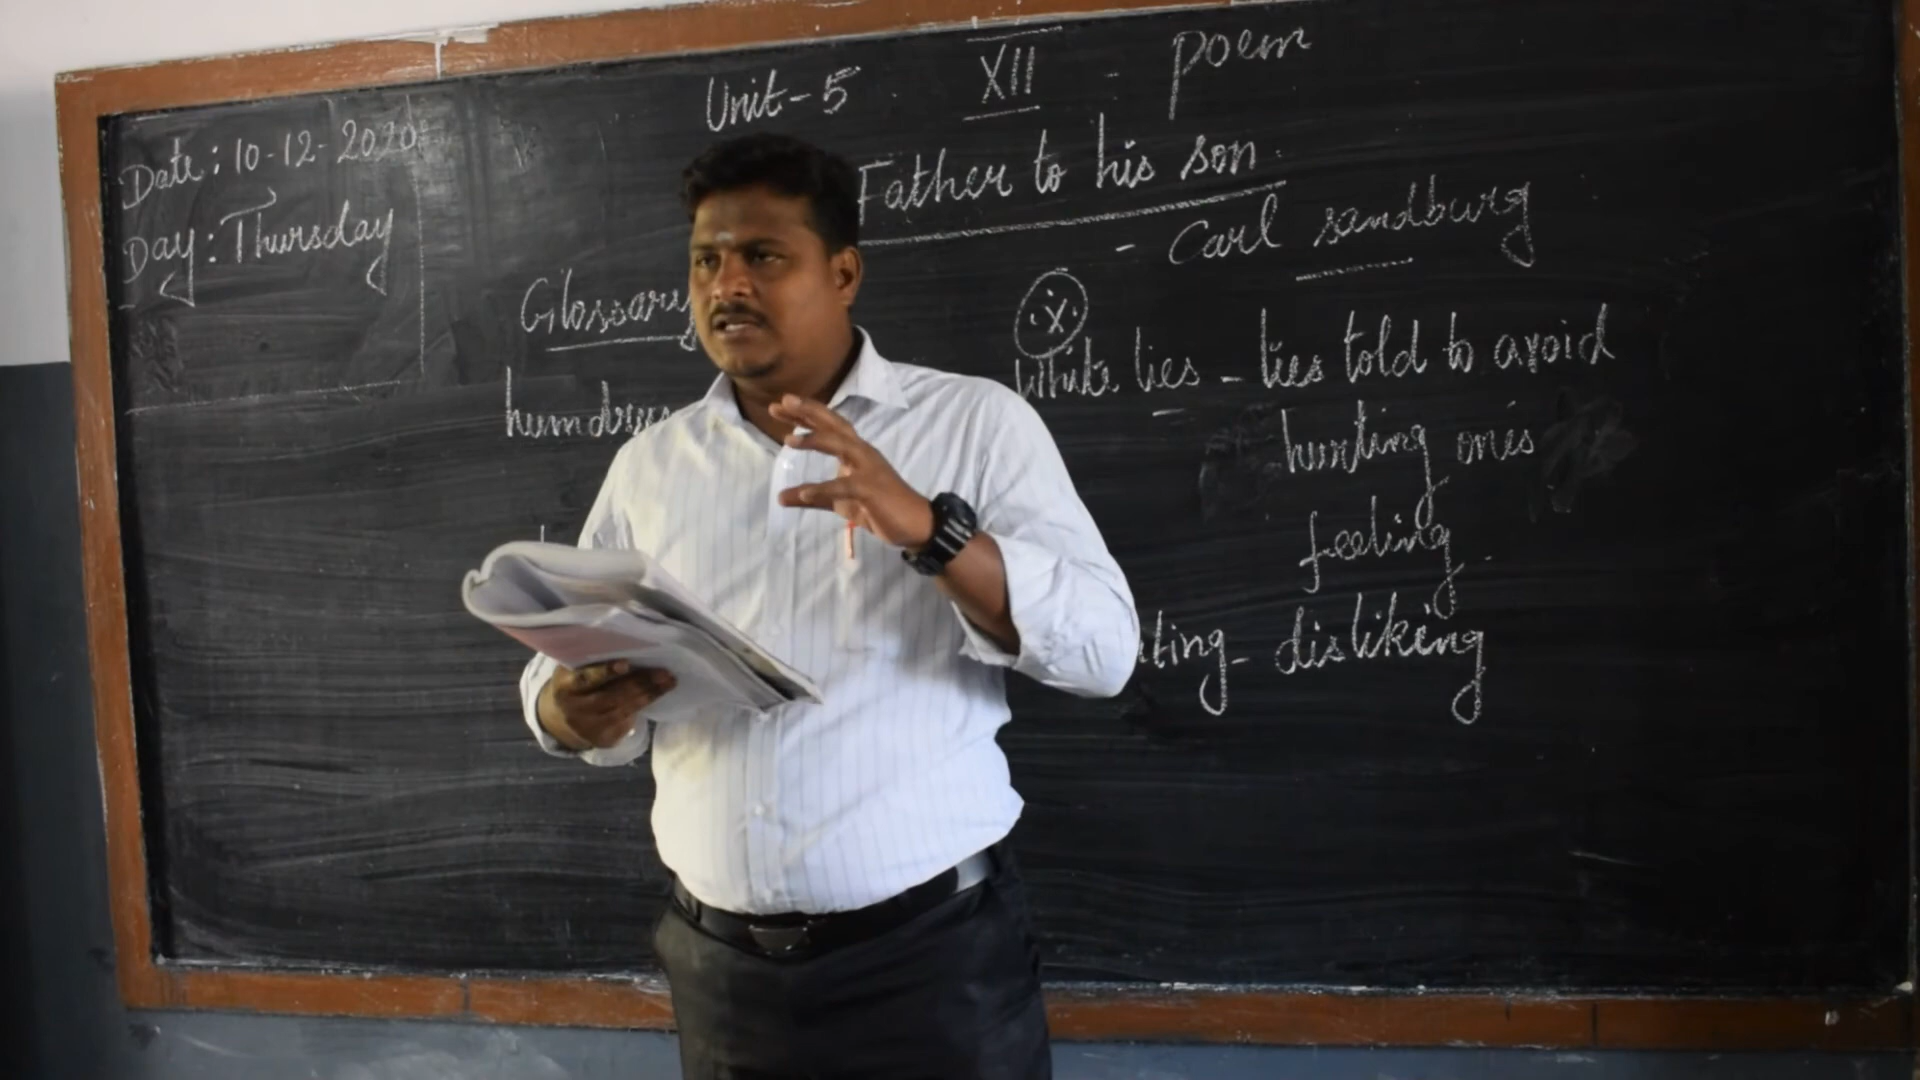 Date: 10-12-2020
Day: Thursday
Unit-5 XII - Poem
Father to his son
- Carl sandburg
Glossary
White lies - lies told to avoid
hurting one's
feeling.
disliking